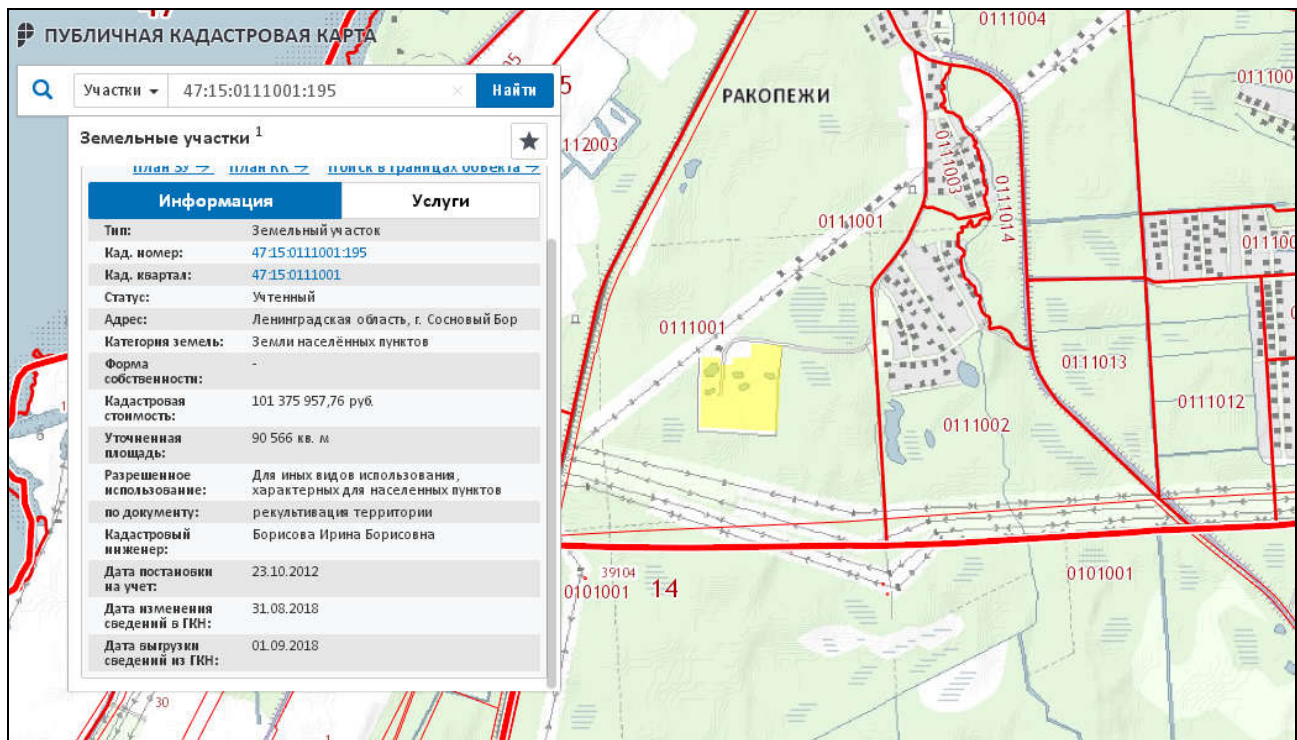 ПУБЛИЧНАЯ КАДАСТРОВАЯ КАРТА
Участки 47:15:0111001:195 × Найти
Земельные участки 1
План ЗУ → План КК → Поиск в границах объекта →
Информация Услуги
Тип: Земельный участок
Кад. номер: 47:15:0111001:195
Кад. квартал: 47:15:0111001
Статус: Учтенный
Адрес: Ленинградская область, г. Сосновый Бор
Категория земель: Земли населённых пунктов
Форма
собственности: -
Кадастровая
стоимость: 101 375 957,76 руб.
Уточненная
площадь: 90 566 кв. м
Разрешенное
использование: Для иных видов использования,
характерных для населенных пунктов
по документу: рекультивация территории
Кадастровый
инженер: Борисова Ирина Борисовна
Дата постановки
на учет: 23.10.2012
Дата изменения
сведений в ГКН: 31.08.2018
Дата выгрузки
сведений из ГКН: 01.09.2018
0111004
РАКОПЕЖИ
112003
0111003
0111014
0111001
0111001
0111013
0111012
0111002
39104
0101001
14
0101001
30